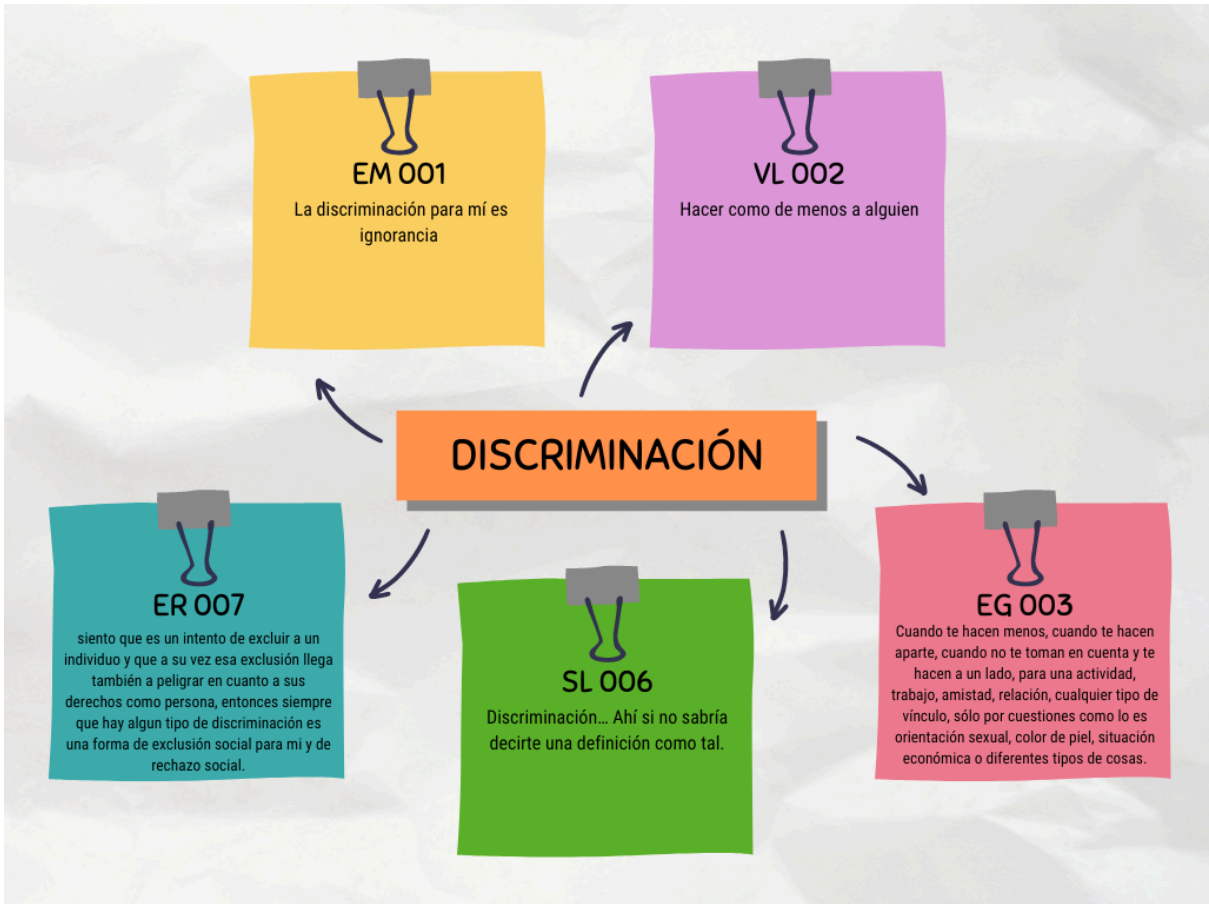 EM 001
La discriminación para mí es
ignorancia
VL 002
Hacer como de menos a alguien
DISCRIMINACIÓN
ER 007
siento que es un intento de excluir a un
individuo y que a su vez esa exclusión llega
también a peligrar en cuanto a sus
derechos como persona, entonces siempre
que hay algun tipo de discriminación es
una forma de exclusión social para mi y de
rechazo social.
SL 006
Discriminación... Ahí si no sabría
decirte una definición como tal.
EG 003
Cuando te hacen menos, cuando te hacen
aparte, cuando no te toman en cuenta y te
hacen a un lado, para una actividad,
trabajo, amistad, relación, cualquier tipo de
vínculo, sólo por cuestiones como lo es
orientación sexual, color de piel, situación
económica o diferentes tipos de cosas.